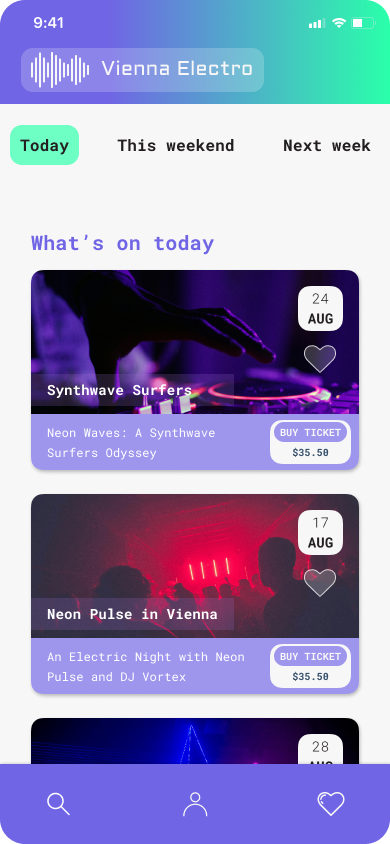 9:41
Vienna Electro
Today This weekend Next week
What’s on today
24
AUG
Synthwave Surfers
Neon Waves: A Synthwave
Surfers Odyssey
BUY TICKET
$35.50
17
AUG
Neon Pulse in Vienna
An Electric Night with Neon
Pulse and DJ Vortex
BUY TICKET
$35.50
28
AUG